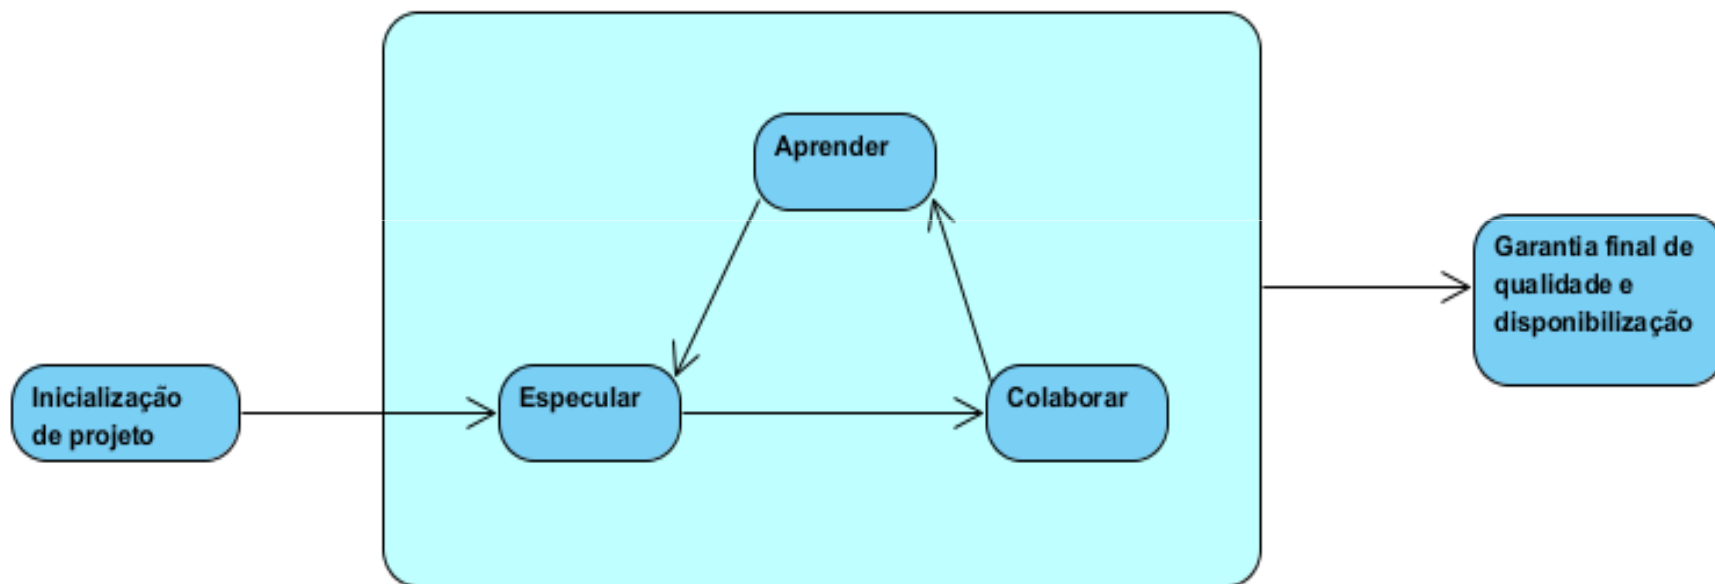 Aprender
Garantia final de
qualidade e
disponibilização
Inicialização
de projeto
Especular
Colaborar